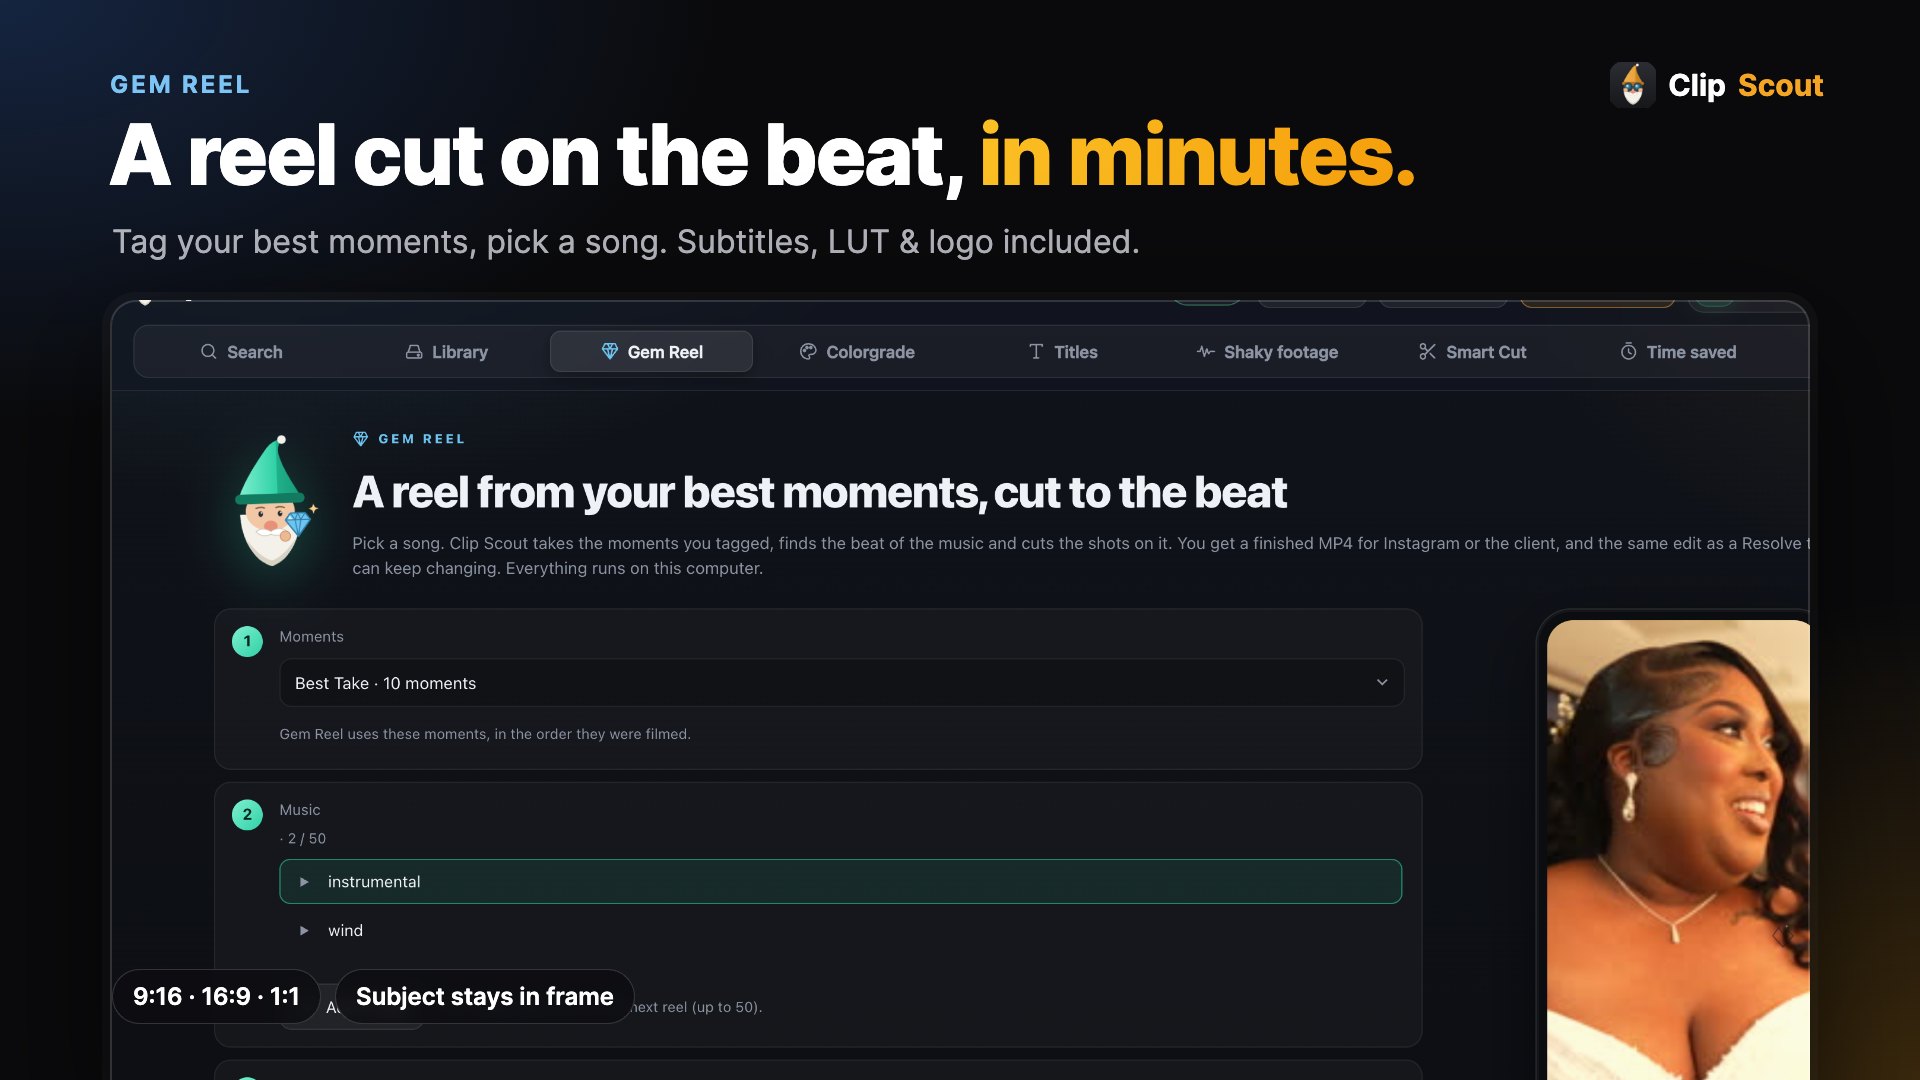 GEM REEL
Clip Scout
A reel cut on the beat, in minutes.
Tag your best moments, pick a song. Subtitles, LUT & logo included.
Search
Library
Gem Reel
Colorgrade
Titles
Shaky footage
Smart Cut
Time saved
GEM REEL
A reel from your best moments, cut to the beat
Pick a song. Clip Scout takes the moments you tagged, finds the beat of the music and cuts the shots on it. You get a finished MP4 for Instagram or the client, and the same edit as a Resolve
can keep changing. Everything runs on this computer.
1
Moments
Best Take · 10 moments
Gem Reel uses these moments, in the order they were filmed.
2
Music
· 2 / 50
instrumental
wind
9:16 · 16:9 · 1:1
Subject stays in frame
next reel (up to 50).